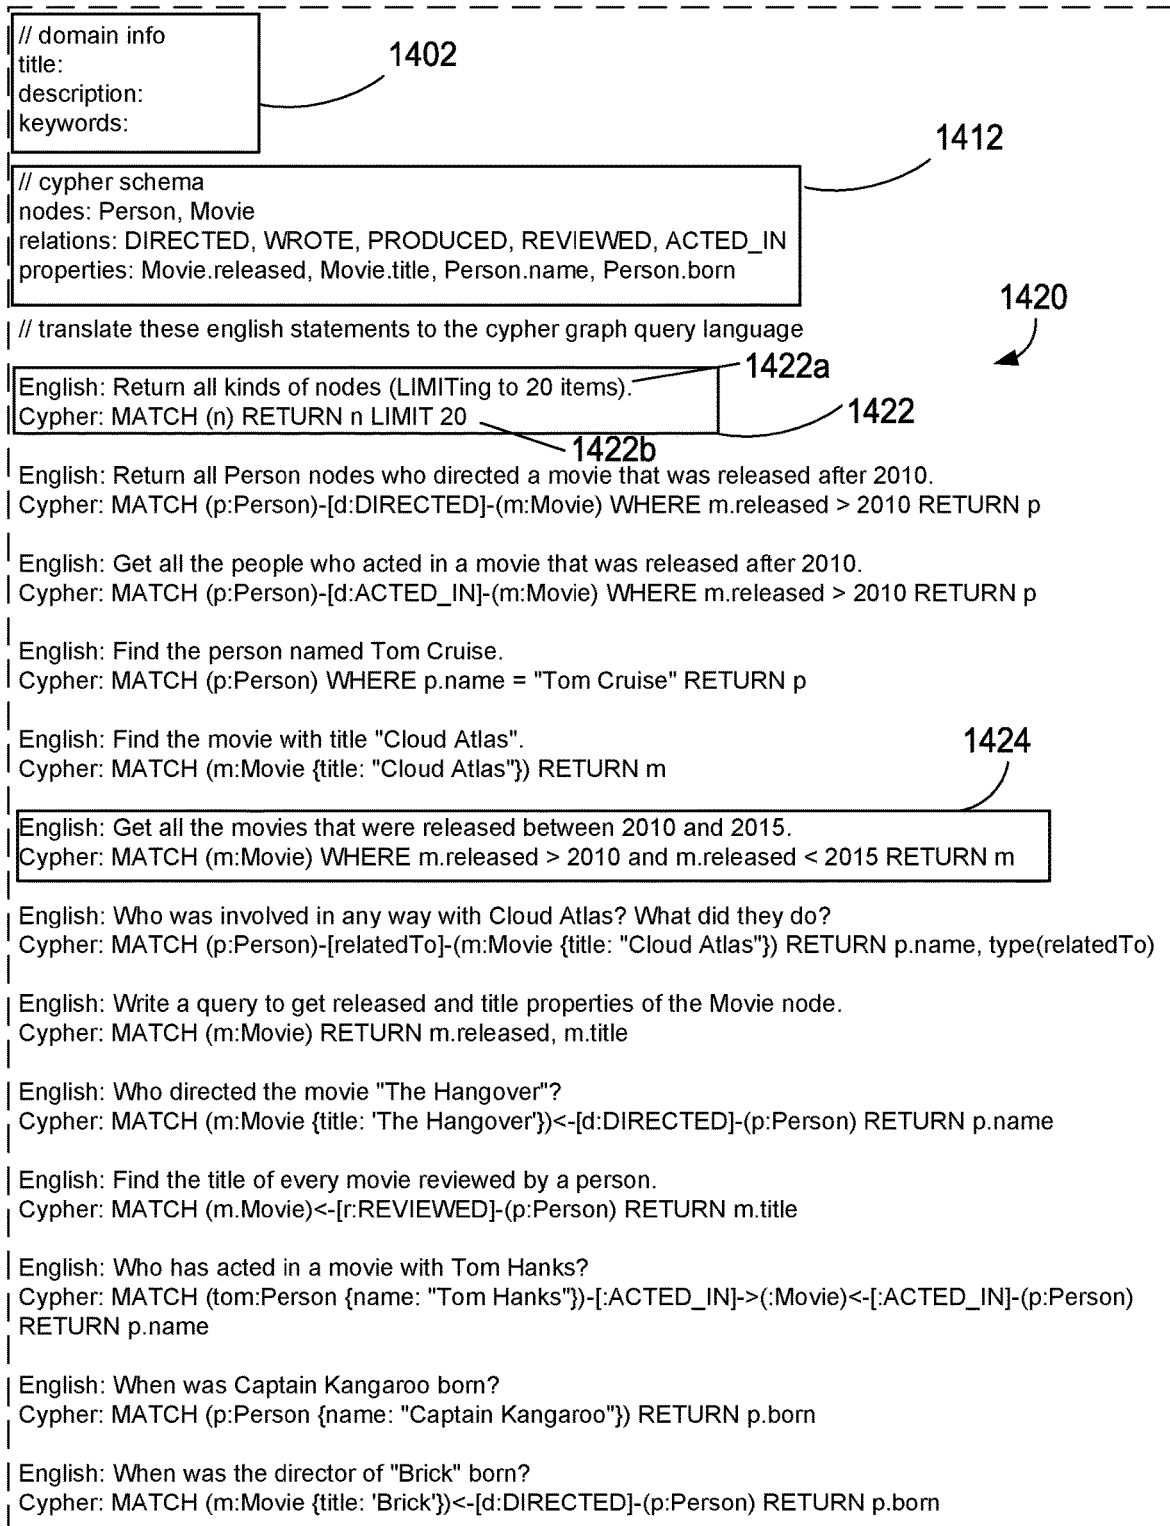 // domain info
title:
description:
keywords:
1402
1412
// cypher schema
nodes: Person, Movie
relations: DIRECTED, WROTE, PRODUCED, REVIEWED, ACTED_IN
properties: Movie.released, Movie.title, Person.name, Person.born
1420
// translate these english statements to the cypher graph query language
English: Return all kinds of nodes (LIMITing to 20 items).
1422a
Cypher: MATCH (n) RETURN n LIMIT 20
1422
1422b
English: Return all Person nodes who directed a movie that was released after 2010.
Cypher: MATCH (p:Person)-[d:DIRECTED]-(m:Movie) WHERE m.released > 2010 RETURN p
English: Get all the people who acted in a movie that was released after 2010.
Cypher: MATCH (p:Person)-[d:ACTED_IN]-(m:Movie) WHERE m.released > 2010 RETURN p
English: Find the person named Tom Cruise.
Cypher: MATCH (p:Person) WHERE p.name = "Tom Cruise" RETURN p
English: Find the movie with title "Cloud Atlas".
Cypher: MATCH (m:Movie {title: "Cloud Atlas"}) RETURN m
1424
English: Get all the movies that were released between 2010 and 2015.
Cypher: MATCH (m:Movie) WHERE m.released > 2010 and m.released < 2015 RETURN m
English: Who was involved in any way with Cloud Atlas? What did they do?
Cypher: MATCH (p:Person)-[relatedTo]-(m:Movie {title: "Cloud Atlas"}) RETURN p.name, type(relatedTo)
English: Write a query to get released and title properties of the Movie node.
Cypher: MATCH (m:Movie) RETURN m.released, m.title
English: Who directed the movie "The Hangover"?
Cypher: MATCH (m:Movie {title: 'The Hangover'})<-[d:DIRECTED]-(p:Person) RETURN p.name
English: Find the title of every movie reviewed by a person.
Cypher: MATCH (m.Movie)<-[r:REVIEWED]-(p:Person) RETURN m.title
English: Who has acted in a movie with Tom Hanks?
Cypher: MATCH (tom:Person {name: "Tom Hanks"})-[:ACTED_IN]->(:Movie)<-[:ACTED_IN]-(p:Person)
RETURN p.name
English: When was Captain Kangaroo born?
Cypher: MATCH (p:Person {name: "Captain Kangaroo"}) RETURN p.born
English: When was the director of "Brick" born?
Cypher: MATCH (m:Movie {title: 'Brick'})<-[d:DIRECTED]-(p:Person) RETURN p.born